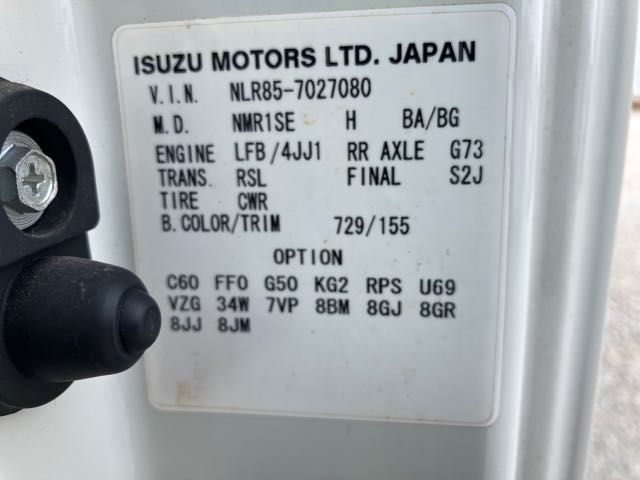 ISUZU MOTORS LTD. JAPAN
V.I.N. NLR85-7027080
M.D. NMR1SE H BA/BG
ENGINE LFB/4JJ1 RR AXLE G73
TRANS. RSL FINAL S2J
TIRE CWR
B.COLOR/TRIM 729/155
OPTION
C60 FF0 G50 KG2 RPS U69
VZG 34W 7VP 8BM 8GJ 8GR
8JJ 8JM